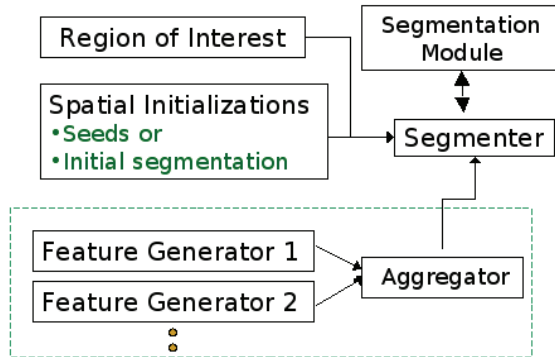 Region of Interest
Segmentation
Module
Spatial Initializations
•Seeds or
•Initial segmentation
Segmenter
Feature Generator 1
Aggregator
Feature Generator 2